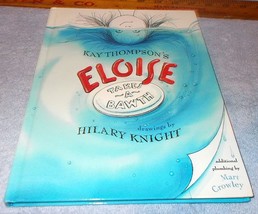 KAY THOMPSON'S
ELOISE
TAKES
-A-
BAWTH
drawings by
HILARY KNIGHT
additional
plumbing by
Mart
Crowley